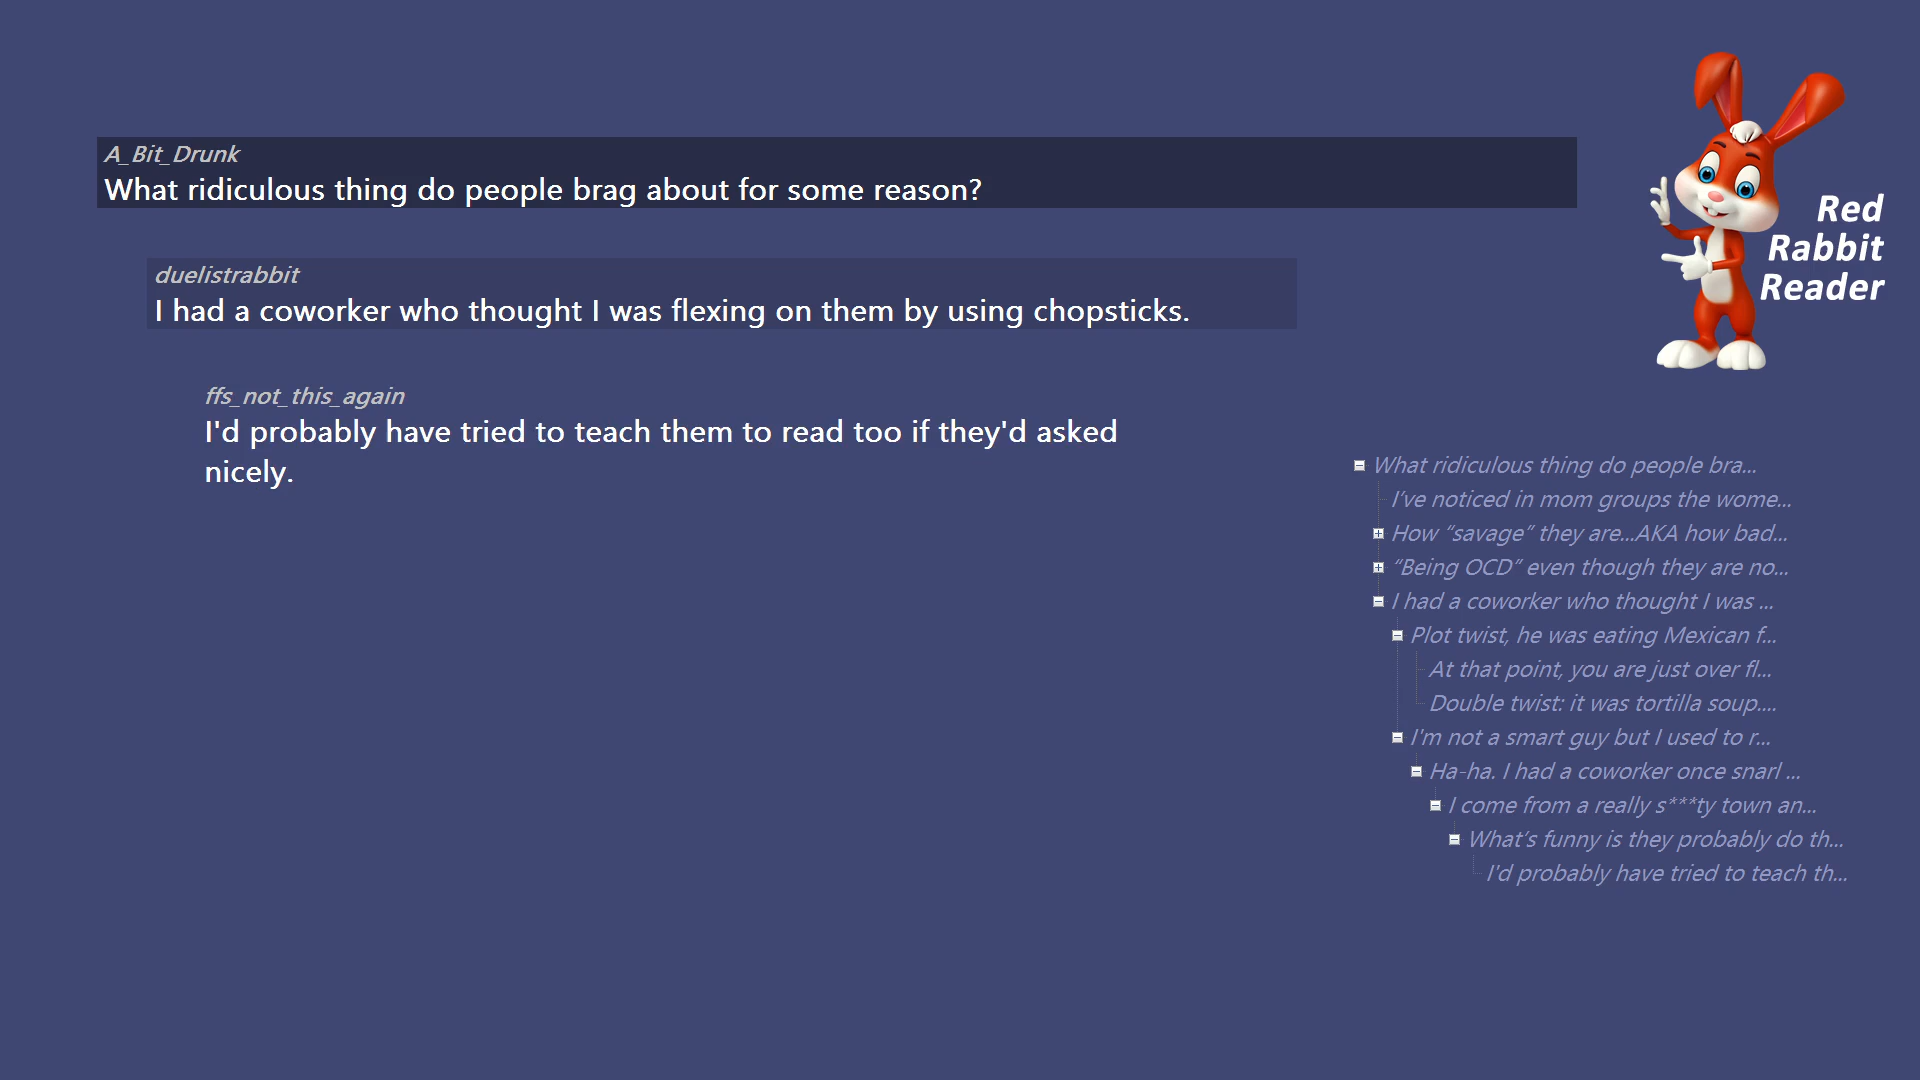 A_Bit_Drunk
What ridiculous thing do people brag about for some reason?
duelistrabbit
I had a coworker who thought I was flexing on them by using chopsticks.
ffs_not_this_again
I'd probably have tried to teach them to read too if they'd asked
nicely.
Red
Rabbit
Reader
What ridiculous thing do people bra...
I’ve noticed in mom groups the wome...
How “savage” they are...AKA how bad...
“Being OCD” even though they are no...
I had a coworker who thought I was ...
Plot twist, he was eating Mexican f...
At that point, you are just over fl...
Double twist: it was tortilla soup....
I'm not a smart guy but I used to r...
Ha-ha. I had a coworker once snarl ...
I come from a really s***ty town an...
What’s funny is they probably do th...
I'd probably have tried to teach th...